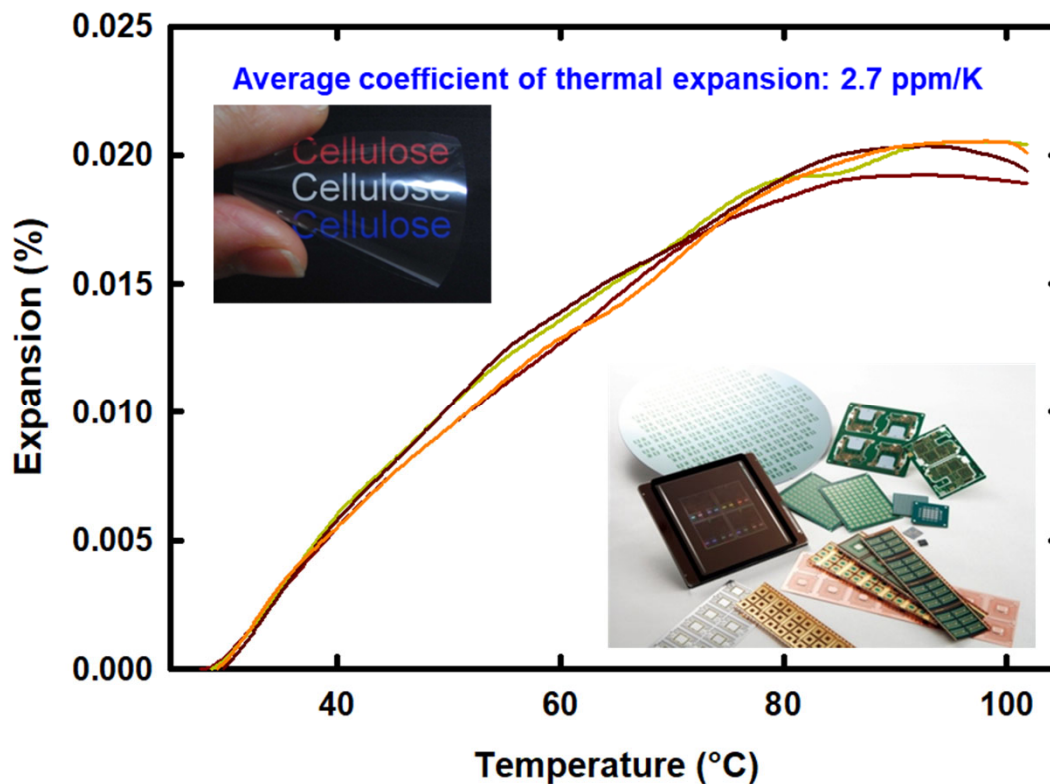 0.025
Average coefficient of thermal expansion: 2.7 ppm/K
Cellulose
Cellulose
Cellulose
0.020
0.015
0.010
0.005
0.000
Expansion (%)
40 60 80 100
Temperature (°C)